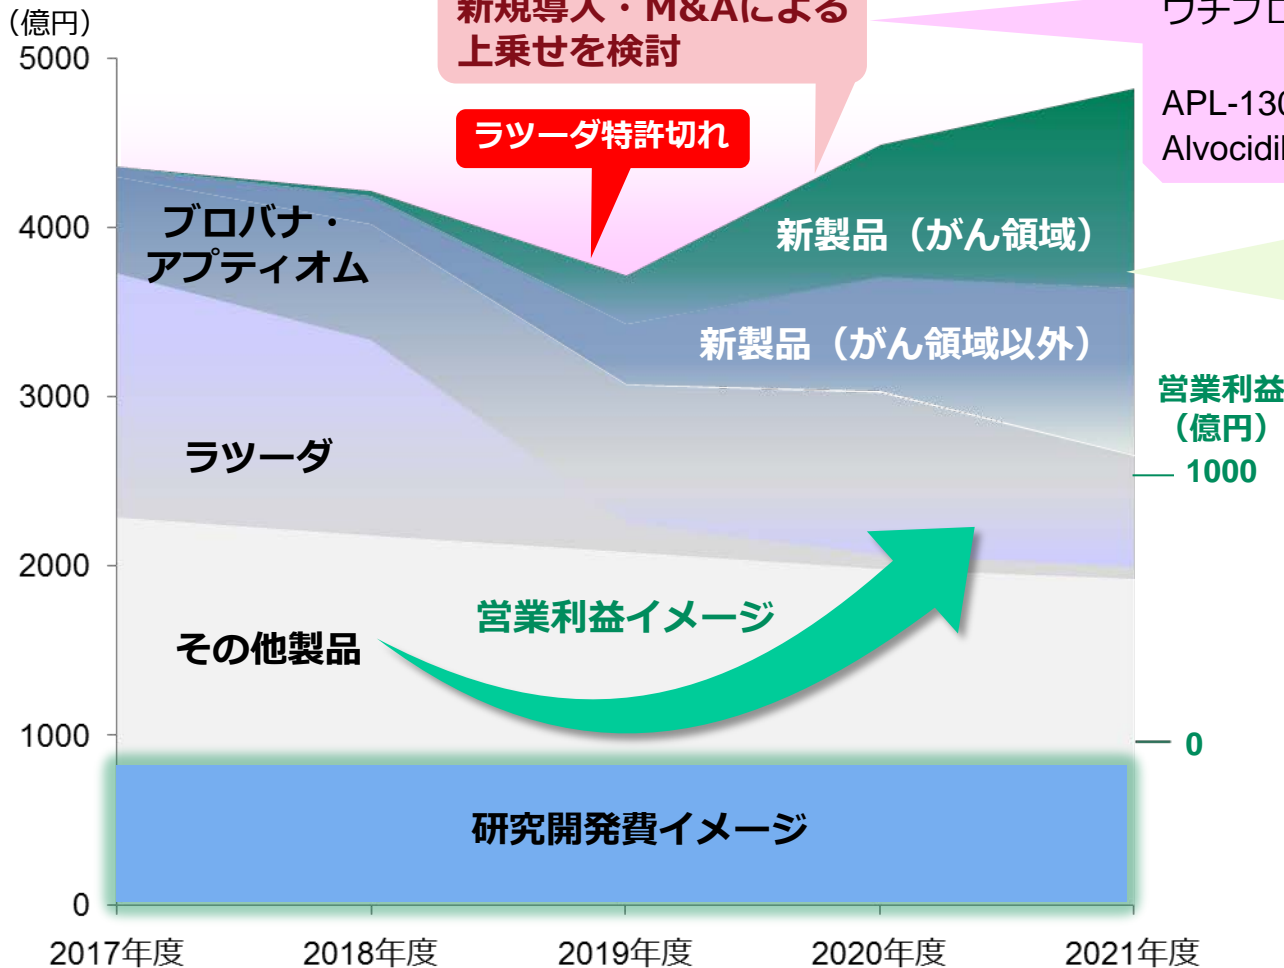 （億円）
新規導入・M&Aによる
上乗せを検討
5000
APL-130
Alvocidi
ラツーダ特許切れ
4000
ブロバナ・
アプティオム
新製品（がん領域）
新製品（がん領域以外）
3000
営業利益
（億円）
1000
ラツーダ
2000
営業利益イメージ
その他製品
1000
0
研究開発費イメージ
0
2017年度
2018年度
2019年度
2020年度
2021年度